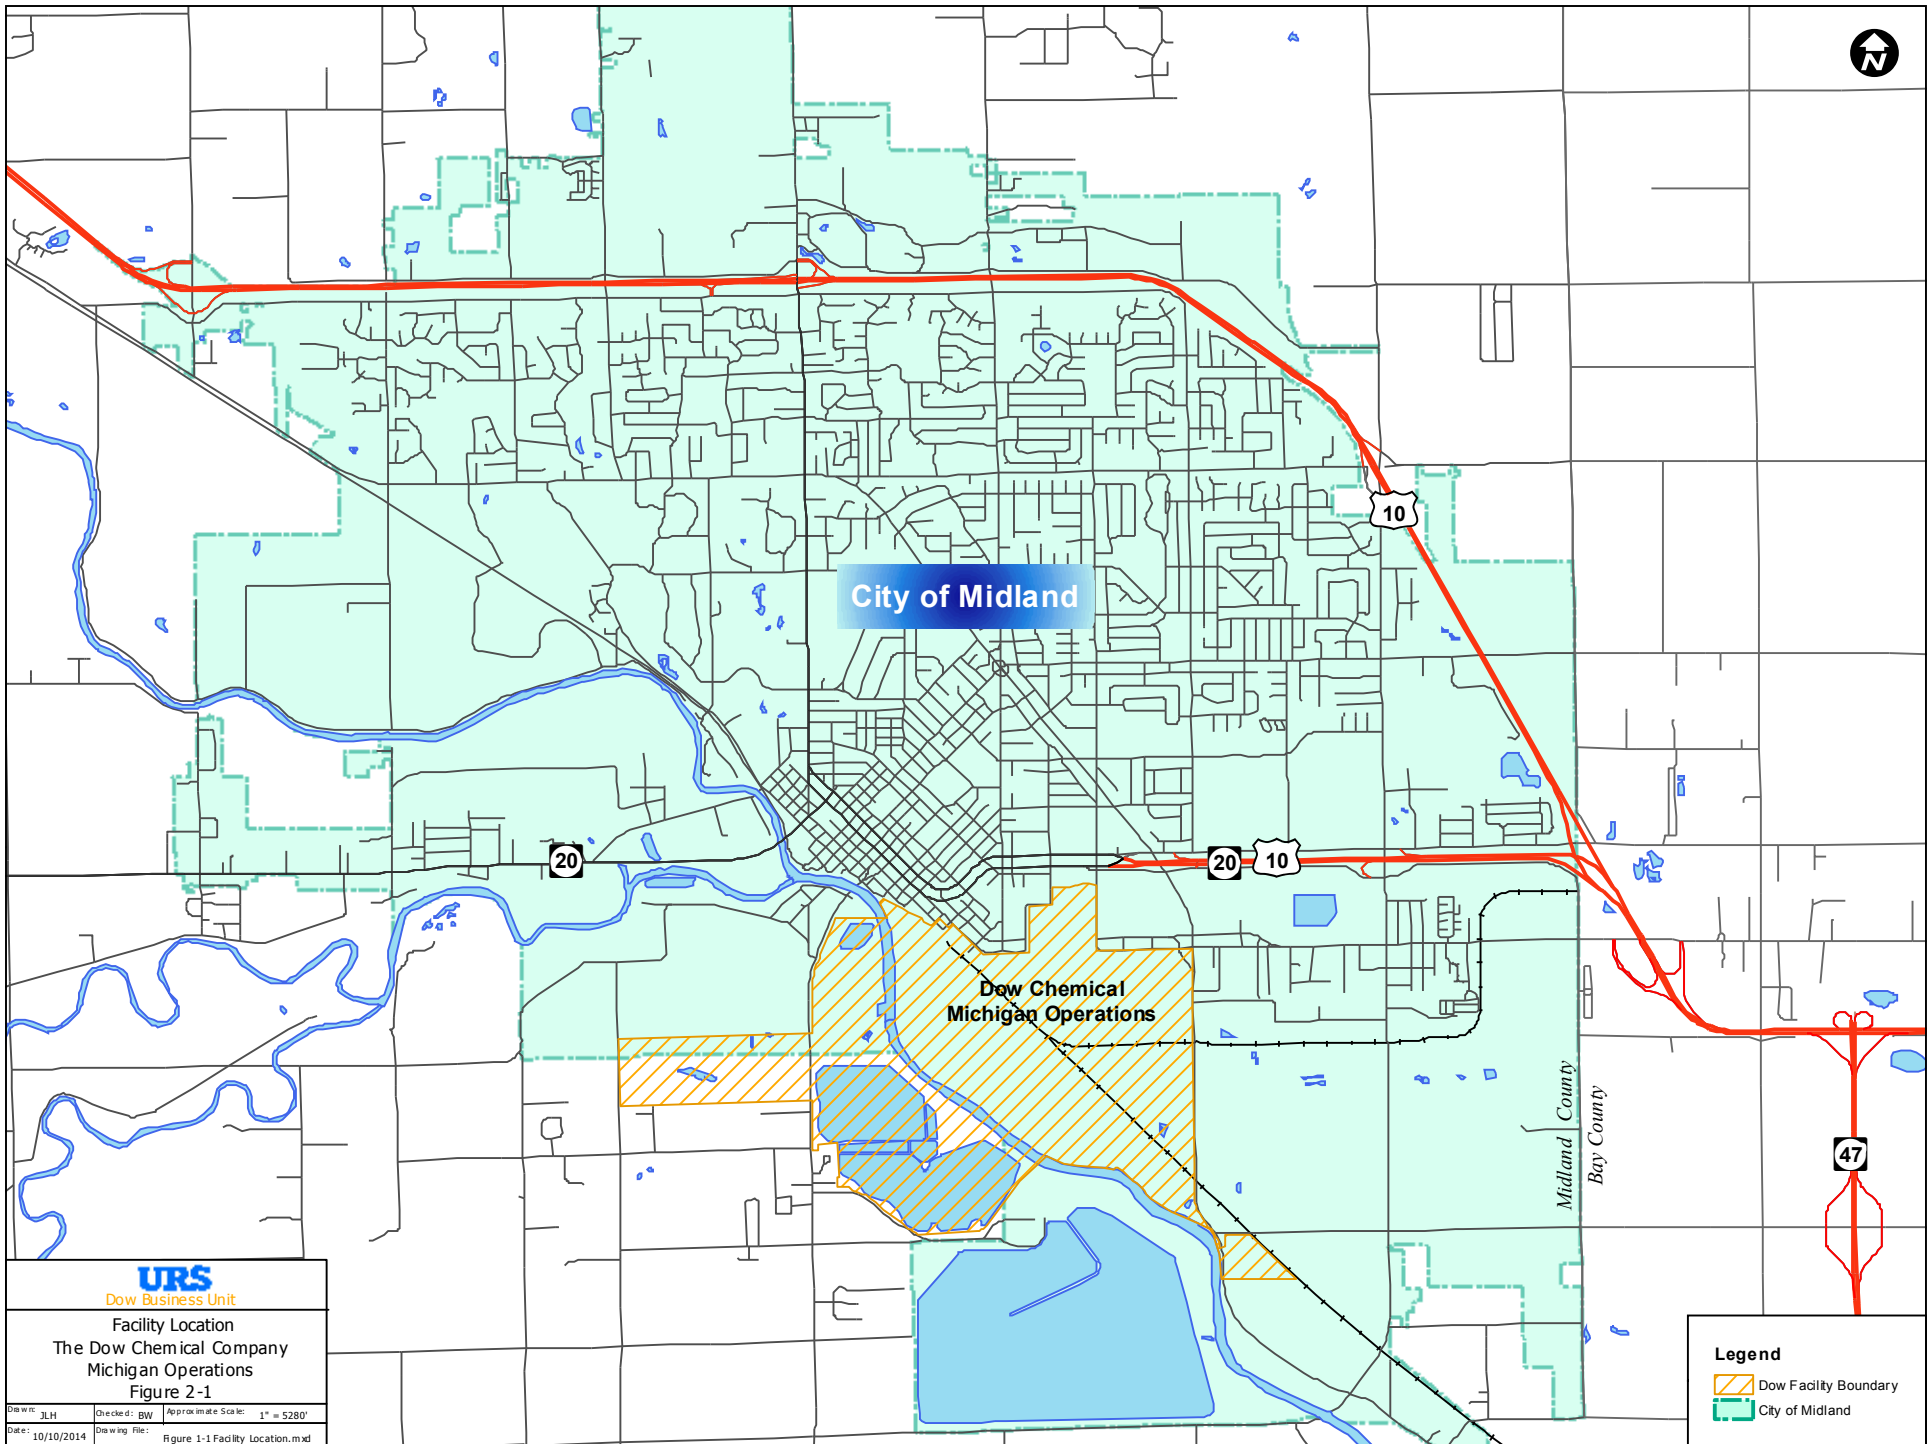 N
10
City of Midland
20
20
10
Dow Chemical
Michigan Operations
Midland County
Bay County
47
URS
Dow Business Unit
Facility Location
The Dow Chemical Company
Michigan Operations
Figure 2-1
Drawn: JLH
Checked: BW
Approximate Scale: 1" = 5280'
Date: 10/10/2014
Drawing File: Figure 1-1 Facility Location.mxd
Legend
Dow Facility Boundary
City of Midland